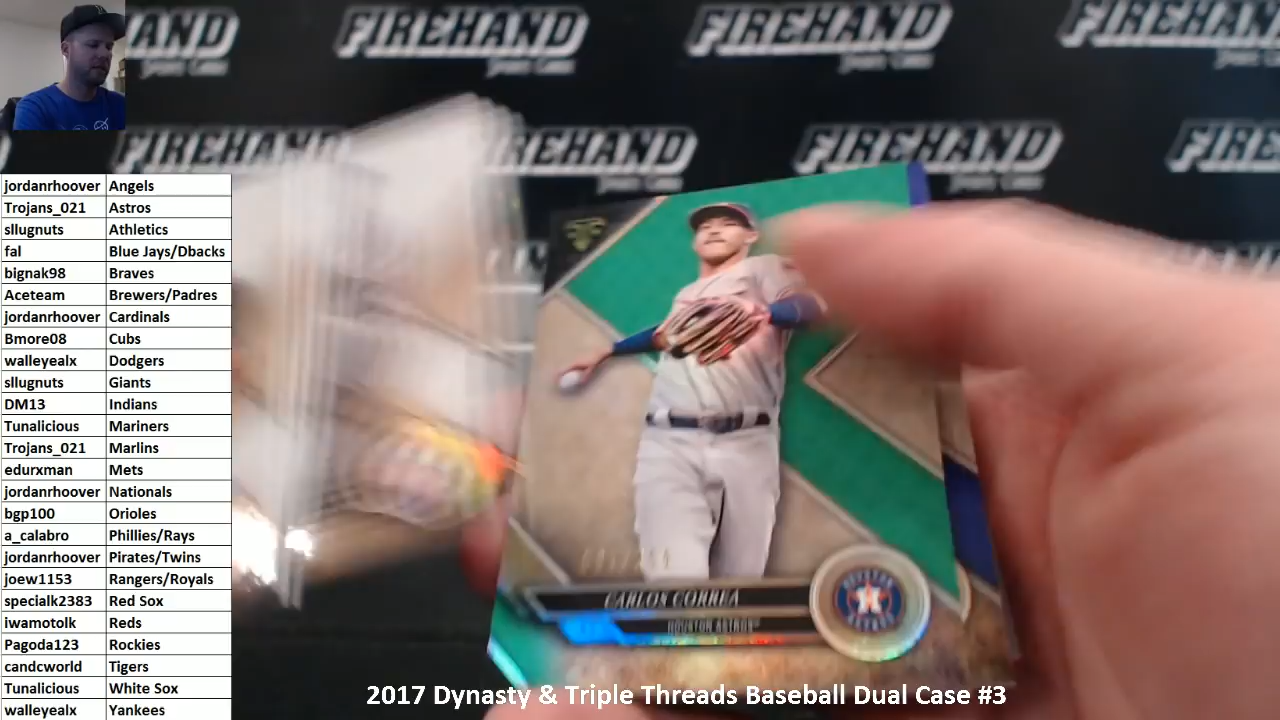 FIREHAND
FIREHAND
FIREHAND
FIREHAND
FIREHAND
FIREHAND
FIREHAND
FIREHAND
jordanrhoover Angels
Trojans_021 Astros
sllugnuts Athletics
fal Blue Jays/Dbacks
bignak98 Braves
Aceteam Brewers/Padres
jordanrhoover Cardinals
Bmore08 Cubs
walleyealx Dodgers
sllugnuts Giants
DM13 Indians
Tunalicious Mariners
Trojans_021 Marlins
edurxman Mets
jordanrhoover Nationals
bgp100 Orioles
a_calabro Phillies/Rays
jordanrhoover Pirates/Twins
joew1153 Rangers/Royals
specialk2383 Red Sox
iwamotolk Reds
Pagoda123 Rockies
candcworld Tigers
Tunalicious White Sox
walleyealx Yankees
CARLOS CORREA
HOUSTON ASTROS
HOUSTON
ASTROS
2017 Dynasty & Triple Threads Baseball Dual Case #3